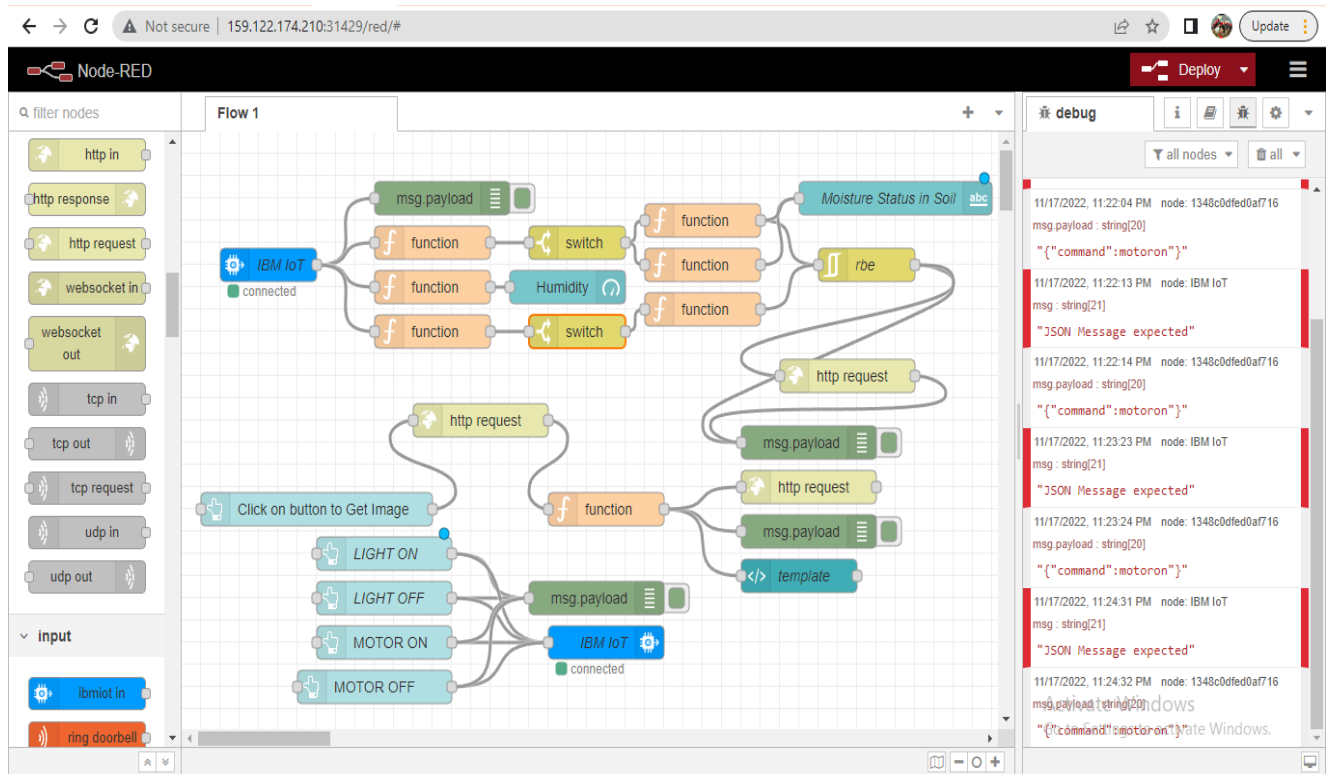 Not secure | 159.122.174.210:31429/red/#
Update
Node-RED
Deploy
filter nodes
http in
http response
http request
websocket in
websocket
out
tcp in
tcp out
tcp request
udp in
udp out
input
ibmiot in
ring doorbell
Flow 1
msg.payload
Moisture Status in Soil
abc
function
function
switch
function
IBM IoT
connected
rbe
function
Humidity
function
function
switch
http request
http request
msg.payload
http request
Click on button to Get Image
function
msg.payload
LIGHT ON
template
LIGHT OFF
msg.payload
MOTOR ON
IBM IoT
connected
MOTOR OFF
debug
i
all nodes
all
11/17/2022, 11:22:04 PM node: 1348c0dfed0af716
msg.payload : string[20]
"{"command":motoron"}"
11/17/2022, 11:22:13 PM node: IBM IoT
msg : string[21]
"JSON Message expected"
11/17/2022, 11:22:14 PM node: 1348c0dfed0af716
msg.payload : string[20]
"{"command":motoron"}"
11/17/2022, 11:23:23 PM node: IBM IoT
msg : string[21]
"JSON Message expected"
11/17/2022, 11:23:24 PM node: 1348c0dfed0af716
msg.payload : string[20]
"{"command":motoron"}"
11/17/2022, 11:24:31 PM node: IBM IoT
msg : string[21]
"JSON Message expected"
11/17/2022, 11:24:32 PM node: 1348c0dfed0af716
msg.payload : string[20]
"{"command":motoron"}"
Activate Windows
Go to Settings to activate Windows.